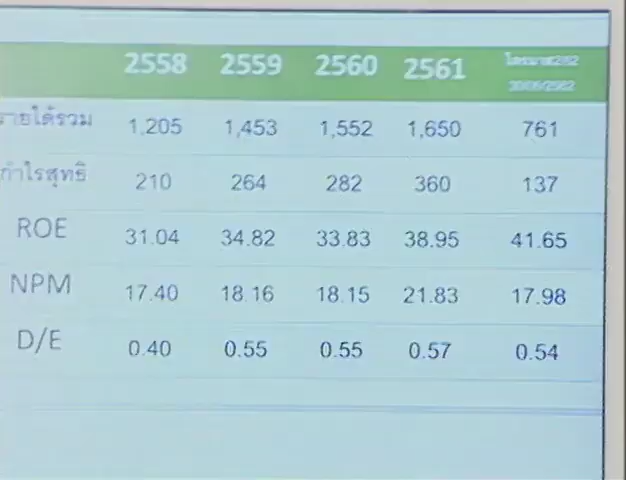 2558 2559 2560 2561
รายได้รวม 1,205 1,453 1,552 1,650 761
กำไรสุทธิ 210 264 282 360 137
ROE 31.04 34.82 33.83 38.95 41.65
NPM 17.40 18.16 18.15 21.83 17.98
D/E 0.40 0.55 0.55 0.57 0.54